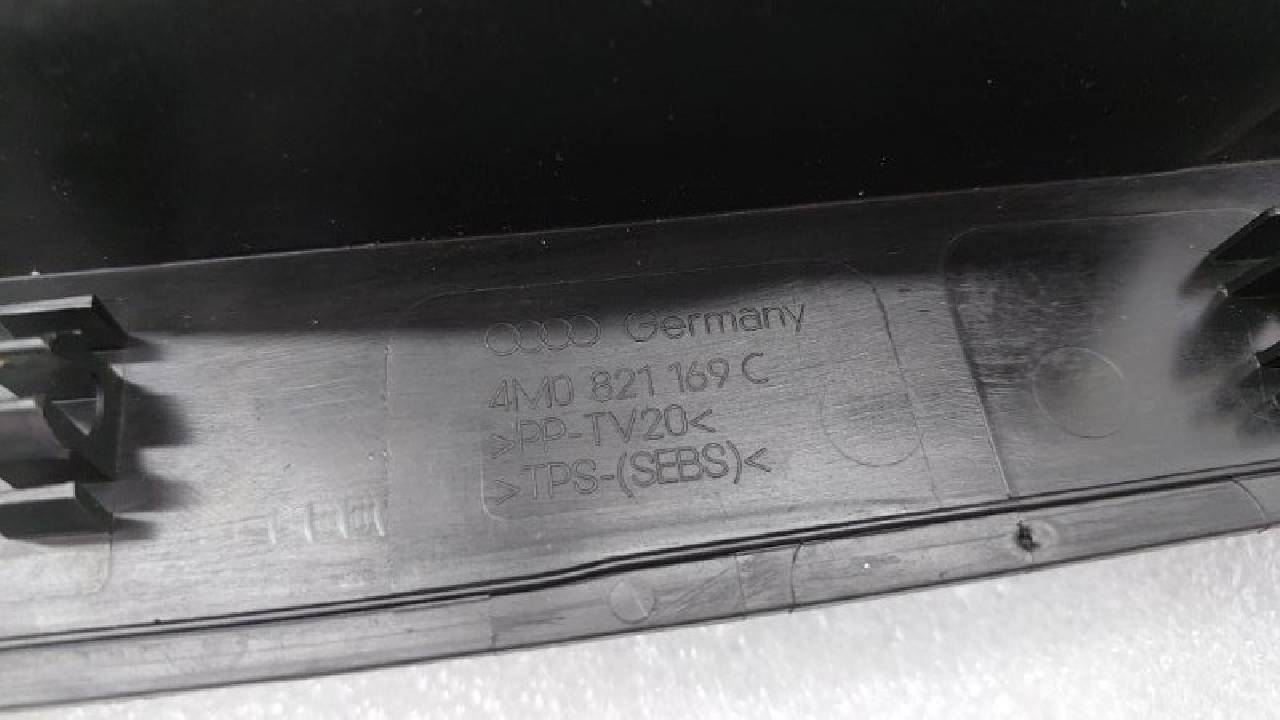 Germany
4M0 821 169 C
>PP-TV20<
>TPS-(SEBS)<